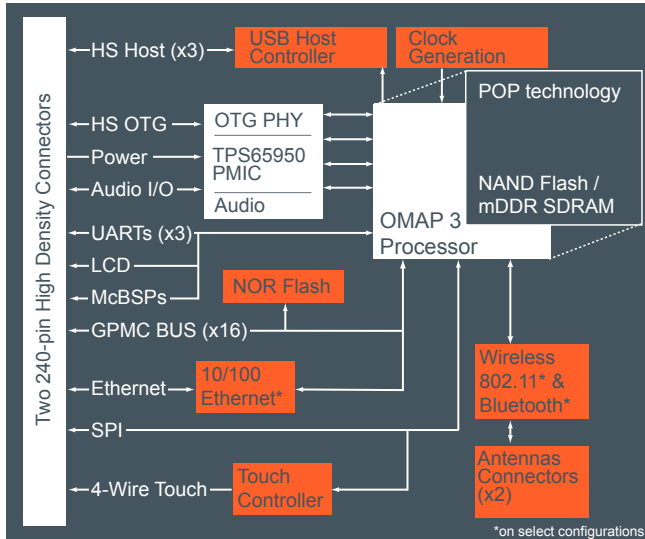 USB Host
Controller
Clock
Generation
HS Host (x3)
POP technology
NAND Flash /
mDDR SDRAM
HS OTG
Power
Audio I/O
OTG PHY
TPS65950
PMIC
Audio
OMAP 3
Processor
Two 240-pin High Density Connectors
UARTs (x3)
LCD
McBSPs
GPMC BUS (x16)
NOR Flash
Ethernet
10/100
Ethernet*
Wireless
802.11* &
Bluetooth*
SPI
4-Wire Touch
Touch
Controller
Antennas
Connectors
(x2)
*on select configurations